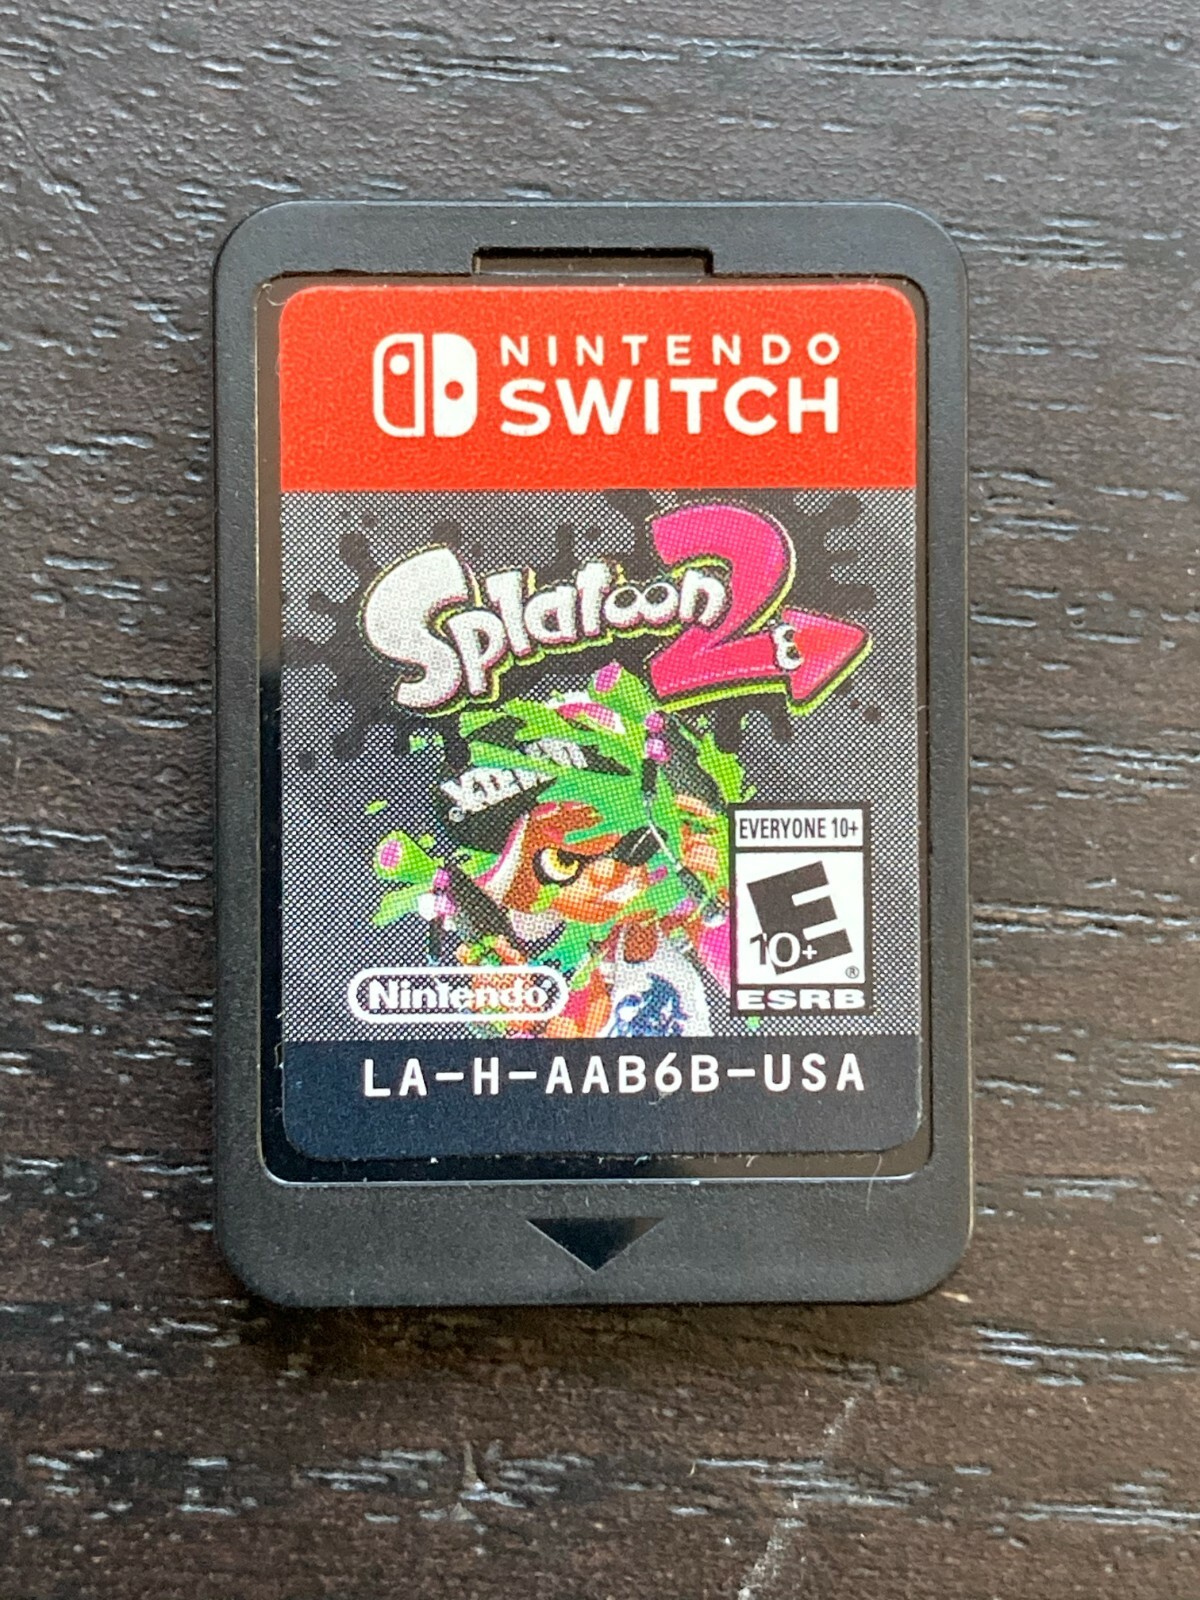 NINTENDO
SWITCH
Splatoon 2
EVERYONE 10+
E
10+
®
ESRB
Nintendo
LA-H-AAB6B-USA